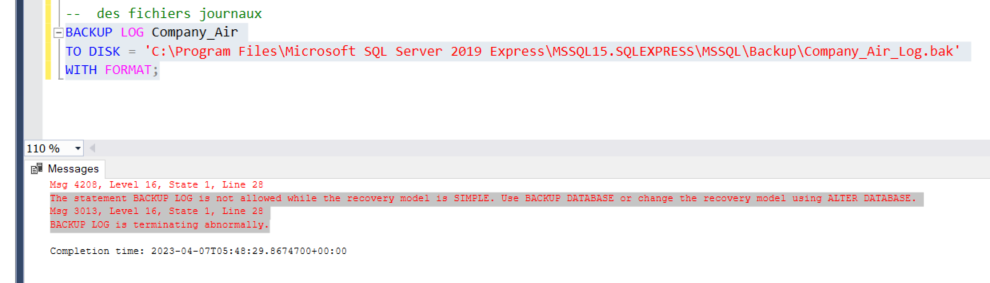 -- des fichiers journaux
BACKUP LOG Company_Air
TO DISK = 'C:\Program Files\Microsoft SQL Server 2019 Express\MSSQL15.SQLEXPRESS\MSSQL\Backup\Company_Air_Log.bak'
WITH FORMAT;
110 %
Messages
Msg 4208, Level 16, State 1, Line 28
The statement BACKUP LOG is not allowed while the recovery model is SIMPLE. Use BACKUP DATABASE or change the recovery model using ALTER DATABASE.
Msg 3013, Level 16, State 1, Line 28
BACKUP LOG is terminating abnormally.
Completion time: 2023-04-07T05:48:29.8674700+00:00